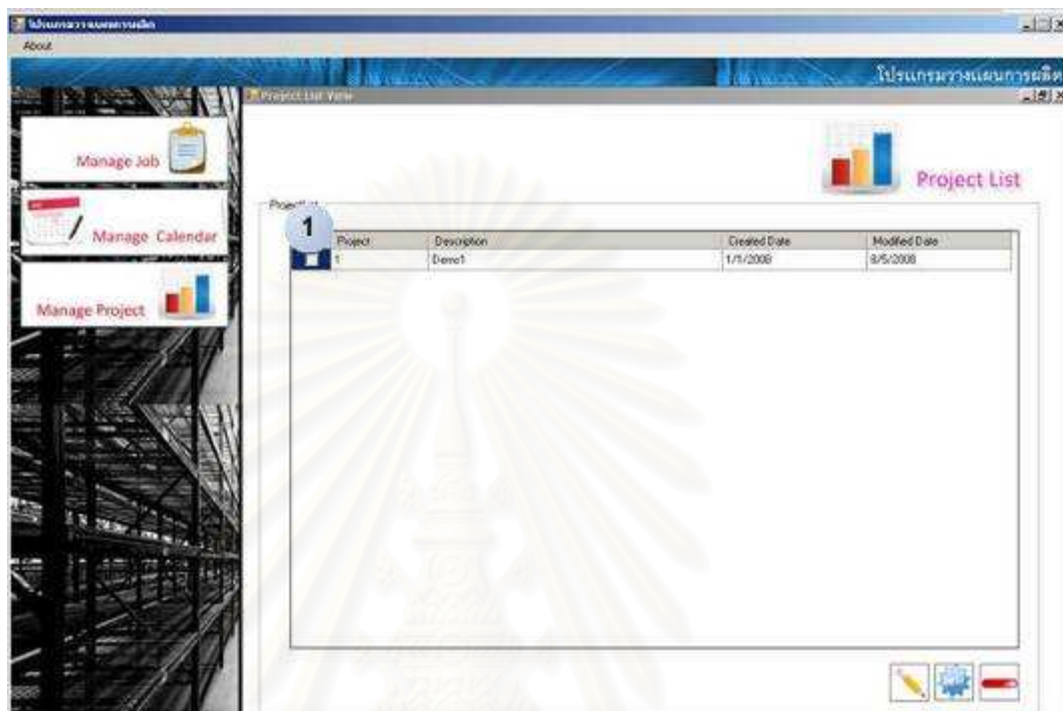 โปรแกรมวางแผนการผลิต
About
โปรแกรมวางแผนการผลิต
Project List View
Manage Job
Manage Calendar
Manage Project
Project List
1
Project Description Created Date Modified Date
1 Demo1 1/1/2008 8/5/2008